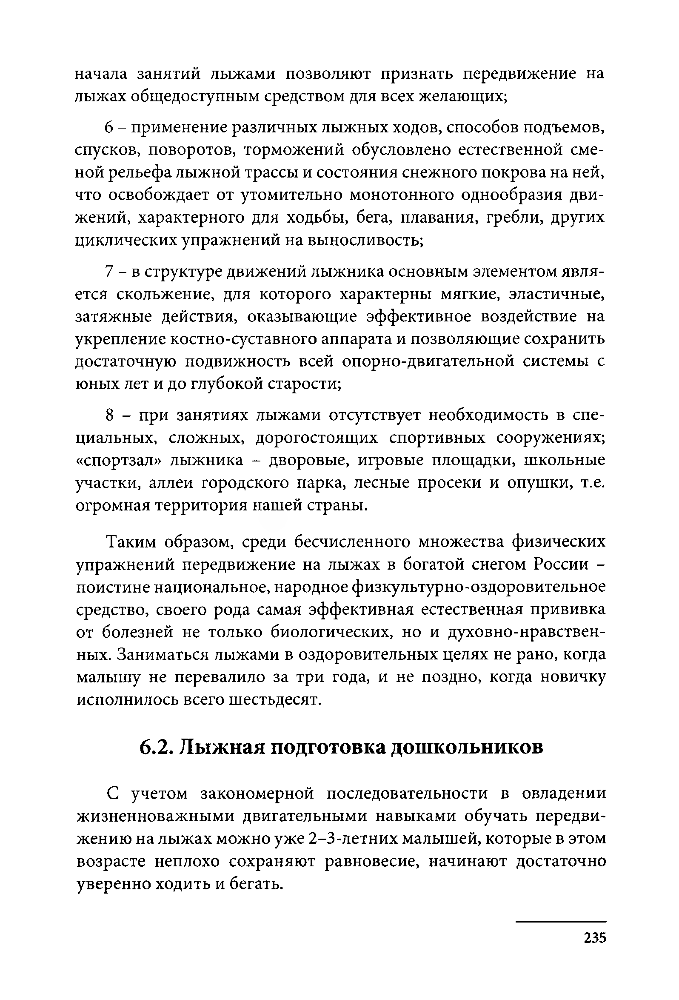 начала занятий лыжами позволяют признать передвижение на
лыжах общедоступным средством для всех желающих;
6 – применение различных лыжных ходов, способов подъемов,
спусков, поворотов, торможений обусловлено естественной сме-
ной рельефа лыжной трассы и состояния снежного покрова на ней,
что освобождает от утомительно монотонного однообразия дви-
жений, характерного для ходьбы, бега, плавания, гребли, других
циклических упражнений на выносливость;
7 – в структуре движений лыжника основным элементом явля-
ется скольжение, для которого характерны мягкие, эластичные,
затяжные действия, оказывающие эффективное воздействие на
укрепление костно-суставного аппарата и позволяющие сохранить
достаточную подвижность всей опорно-двигательной системы с
юных лет и до глубокой старости;
8 – при занятиях лыжами отсутствует необходимость в спе-
циальных, сложных, дорогостоящих спортивных сооружениях;
«спортзал» лыжника – дворовые, игровые площадки, школьные
участки, аллеи городского парка, лесные просеки и опушки, т.е.
огромная территория нашей страны.
Таким образом, среди бесчисленного множества физических
упражнений передвижение на лыжах в богатой снегом России –
поистине национальное, народное физкультурно-оздоровительное
средство, своего рода самая эффективная естественная прививка
от болезней не только биологических, но и духовно-нравствен-
ных. Заниматься лыжами в оздоровительных целях не рано, когда
малышу не перевалило за три года, и не поздно, когда новичку
исполнилось всего шестьдесят.
6.2. Лыжная подготовка дошкольников
С учетом закономерной последовательности в овладении
жизненноважными двигательными навыками обучать передви-
жению на лыжах можно уже 2–3-летних малышей, которые в этом
возрасте неплохо сохраняют равновесие, начинают достаточно
уверенно ходить и бегать.
235